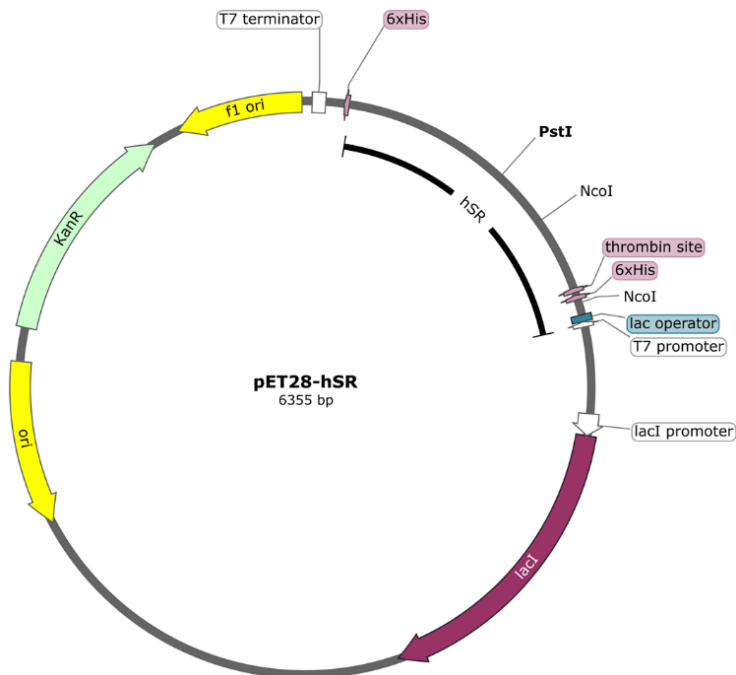 T7 terminator
6xHis
f1 ori
PstI
KanR
hSR
NcoI
thrombin site
6xHis
NcoI
lac operator
T7 promoter
pET28-hSR
6355 bp
ori
lacI promoter
lacI